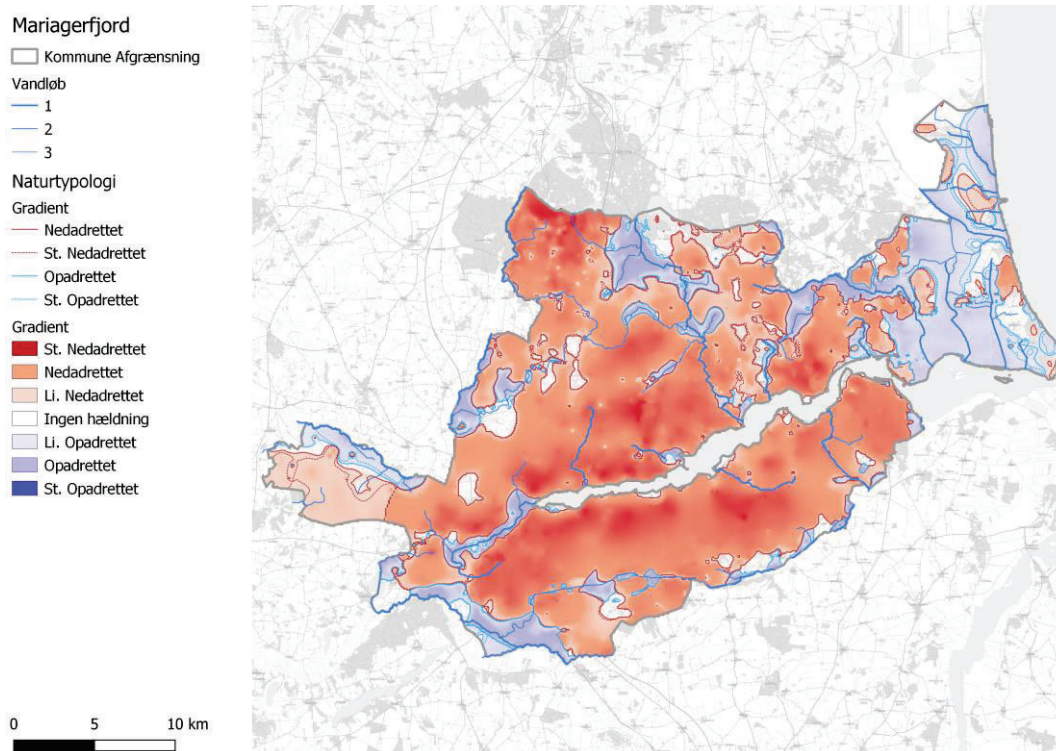 Mariagerfjord
Kommune Afgrænsning
Vandløb
1
2
3
Naturtypologi
Gradient
Nedadrettet
St. Nedadrettet
Opadrettet
St. Opadrettet
Gradient
St. Nedadrettet
Nedadrettet
Li. Nedadrettet
Ingen hældning
Li. Opadrettet
Opadrettet
St. Opadrettet
0 5 10 km